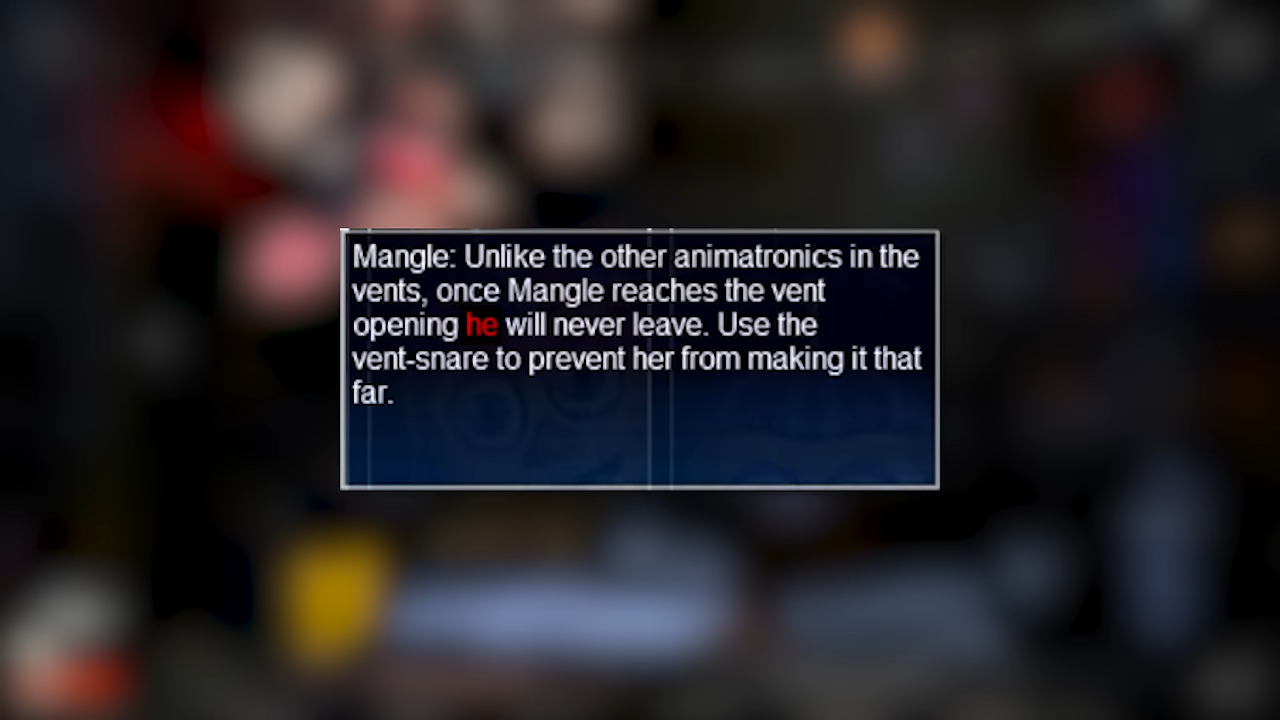 Mangle: Unlike the other animatronics in the
vents, once Mangle reaches the vent
opening he will never leave. Use the
vent-snare to prevent her from making it that
far.